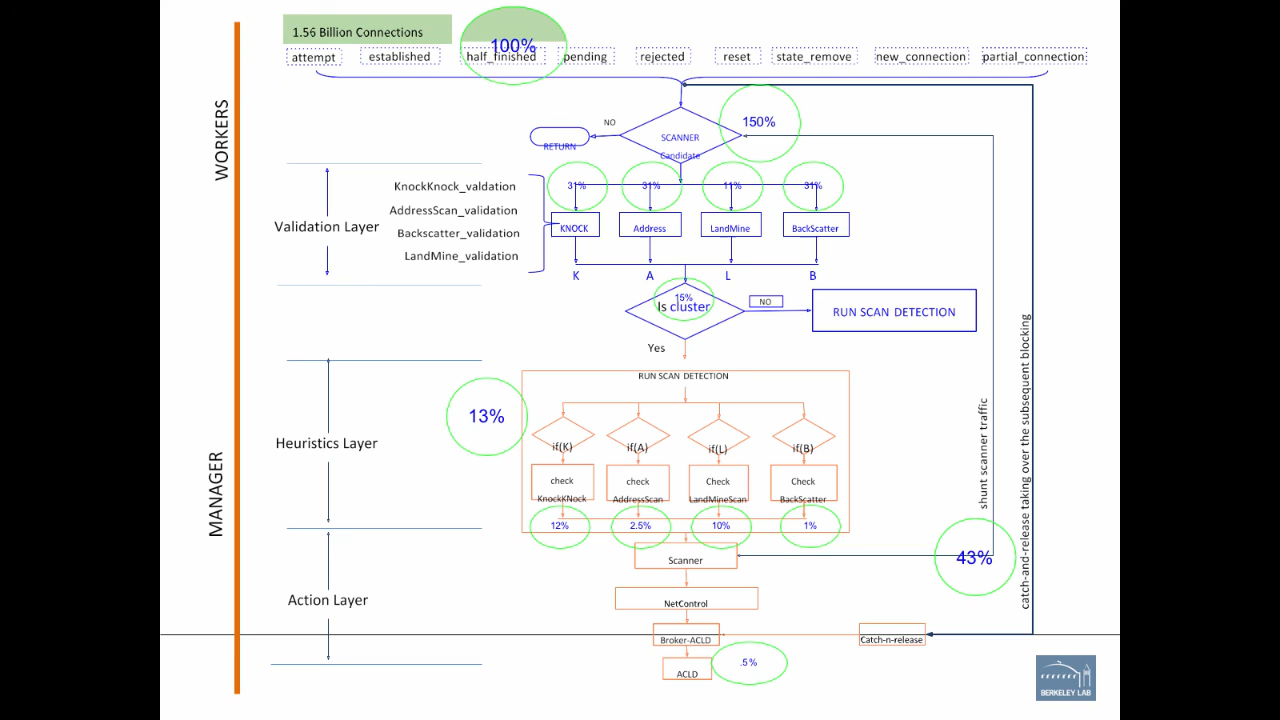 1.56 Billion Connections
100%
attempt
established
half_finished
pending
rejected
reset
state_remove
new_connection
partial_connection
WORKERS
NO
RETURN
SCANNER
Candidate
150%
31%
31%
11%
31%
KnockKnock_valdation
AddressScan_validation
Backscatter_validation
LandMine_validation
Validation Layer
KNOCK
Address
LandMine
BackScatter
K
A
L
B
15%
Is cluster
NO
RUN SCAN DETECTION
Yes
RUN SCAN DETECTION
13%
Heuristics Layer
MANAGER
if(K)
if(A)
if(L)
if(B)
check
KnockKNock
check
AddressScan
Check
LandMineScan
Check
BackScatter
12%
2.5%
10%
1%
shunt scanner traffic
catch-and-release taking over the subsequent blocking
Scanner
43%
Action Layer
NetControl
Broker-ACLD
Catch-n-release
ACLD
.5%
BERKELEY LAB